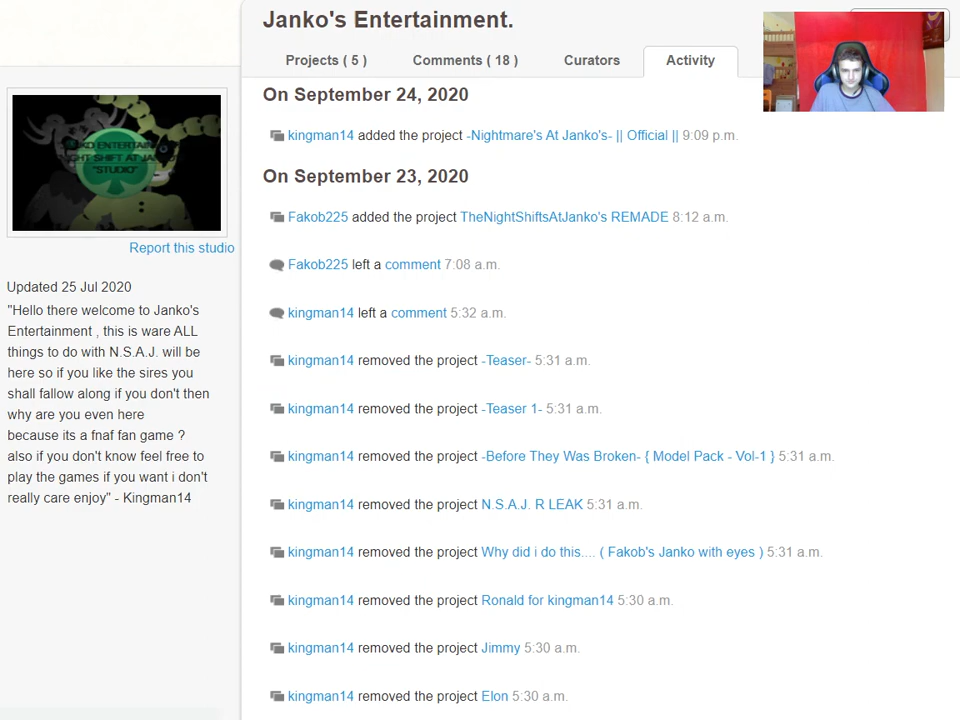 Janko's Entertainment.
Projects ( 5 )
Comments ( 18 )
Curators
Activity
On September 24, 2020
kingman14 added the project -Nightmare's At Janko's- || Official || 9:09 p.m.
On September 23, 2020
Fakob225 added the project TheNightShiftsAtJanko's REMADE 8:12 a.m.
Fakob225 left a comment 7:08 a.m.
kingman14 left a comment 5:32 a.m.
kingman14 removed the project -Teaser- 5:31 a.m.
kingman14 removed the project -Teaser 1- 5:31 a.m.
kingman14 removed the project -Before They Was Broken- { Model Pack - Vol-1 } 5:31 a.m.
kingman14 removed the project N.S.A.J. R LEAK 5:31 a.m.
kingman14 removed the project Why did i do this.... ( Fakob's Janko with eyes ) 5:31 a.m.
kingman14 removed the project Ronald for kingman14 5:30 a.m.
kingman14 removed the project Jimmy 5:30 a.m.
kingman14 removed the project Elon 5:30 a.m.
ENTERTAINM
NIGHT SHIFT AT JANKO'S
"STUDIO"
Report this studio
Updated 25 Jul 2020
"Hello there welcome to Janko's
Entertainment , this is ware ALL
things to do with N.S.A.J. will be
here so if you like the sires you
shall fallow along if you don't then
why are you even here
because its a fnaf fan game ?
also if you don't know feel free to
play the games if you want i don't
really care enjoy" - Kingman14